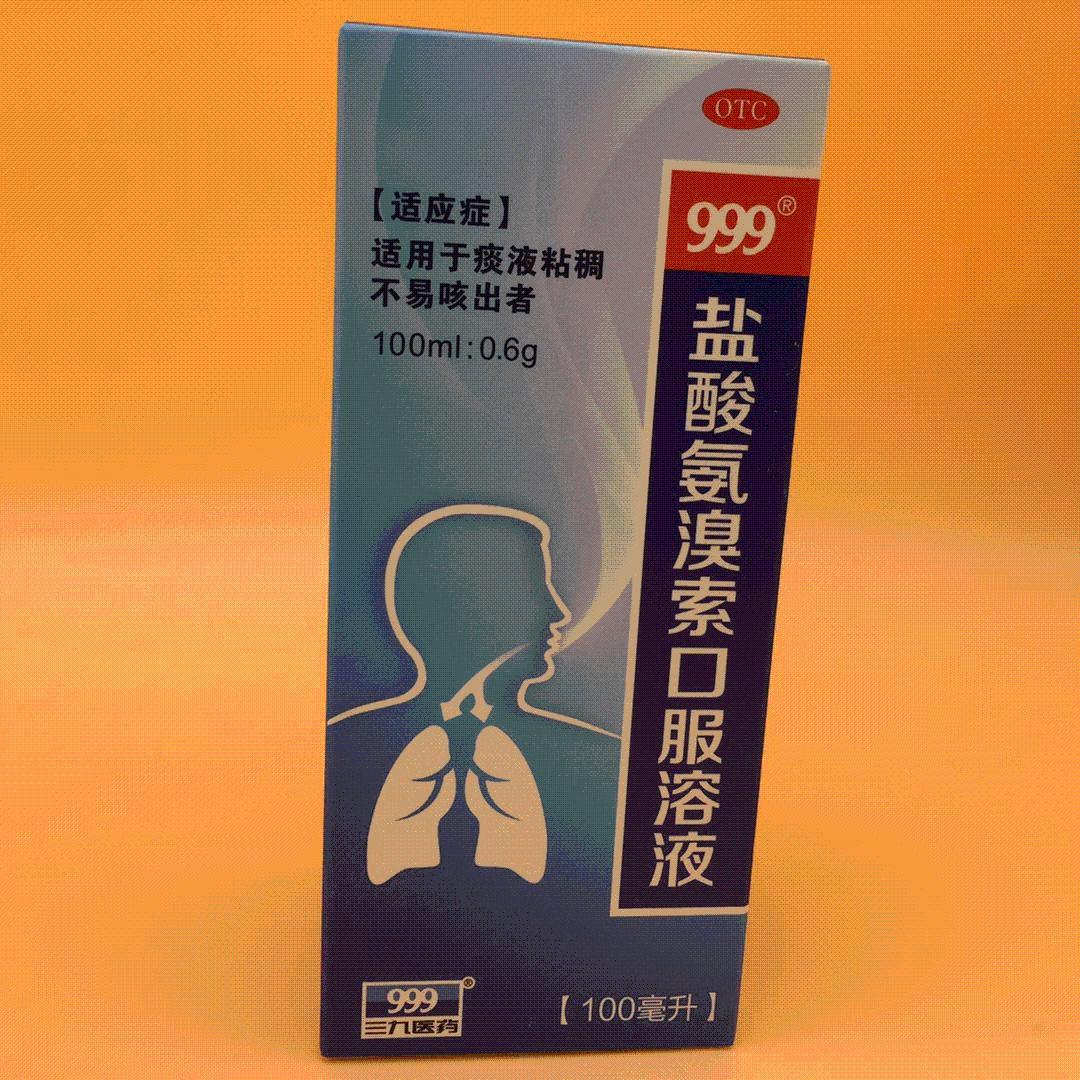 OTC
999®
盐酸氨溴索口服溶液
【适应症】
适用于痰液粘稠
不易咳出者
100ml:0.6g
999®
三九医药
【100毫升】